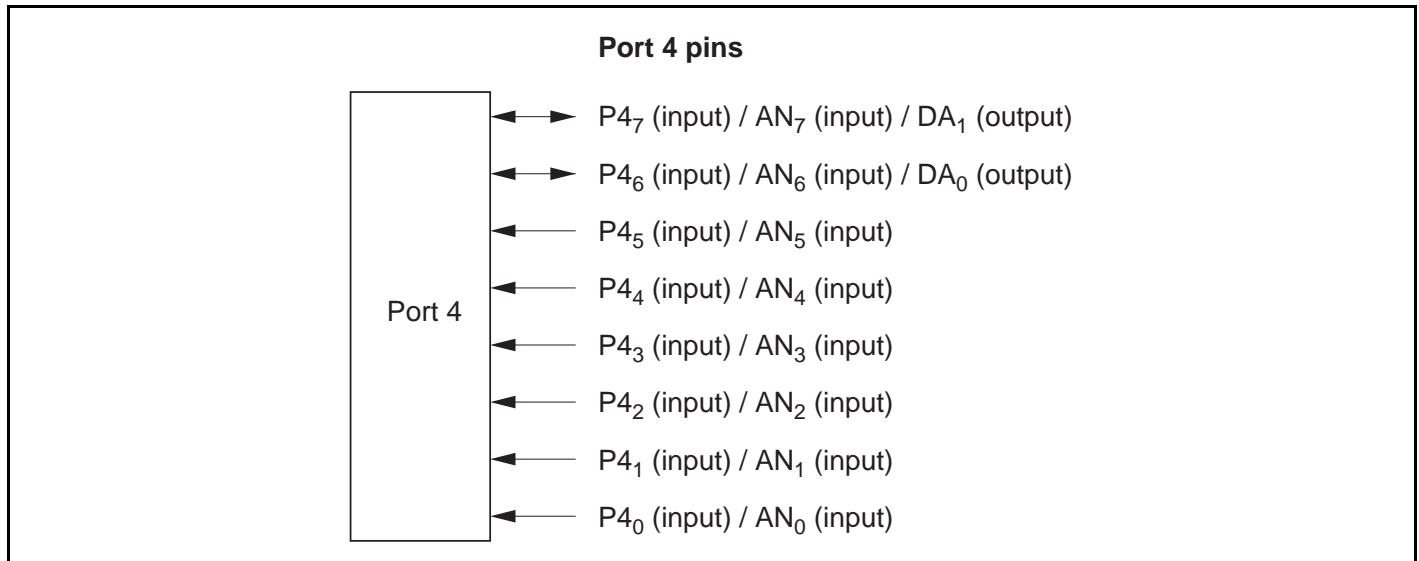 Port 4 pins
P4₇ (input) / AN₇ (input) / DA₁ (output)
P4₆ (input) / AN₆ (input) / DA₀ (output)
P4₅ (input) / AN₅ (input)
P4₄ (input) / AN₄ (input)
Port 4
P4₃ (input) / AN₃ (input)
P4₂ (input) / AN₂ (input)
P4₁ (input) / AN₁ (input)
P4₀ (input) / AN₀ (input)